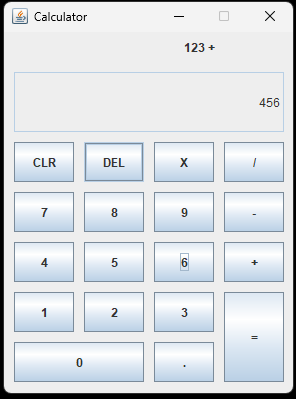 Calculator
123 +
456
CLR DEL X /
7 8 9 -
4 5 6 +
1 2 3 =
0 .